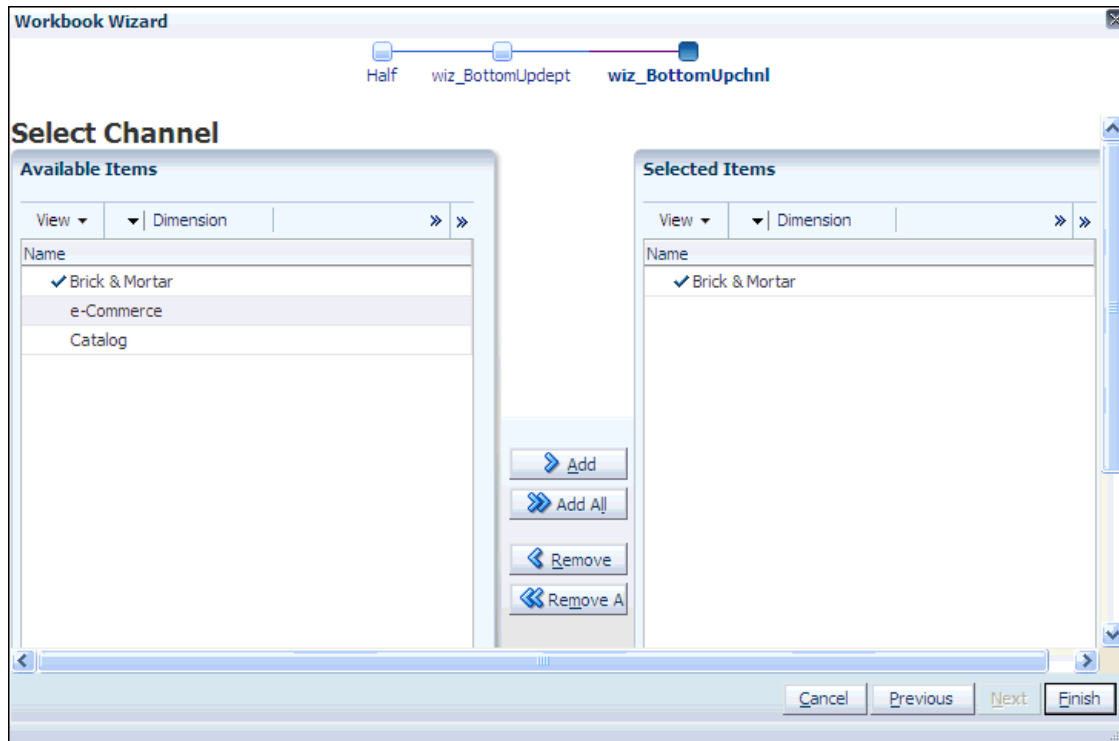 Workbook Wizard
Half wiz_BottomUpdept wiz_BottomUpchnl
Select Channel
Available Items
View Dimension
Name
Brick & Mortar
e-Commerce
Catalog
Add
Add All
Remove
Remove A
Selected Items
View Dimension
Name
Brick & Mortar
Cancel Previous Next Finish